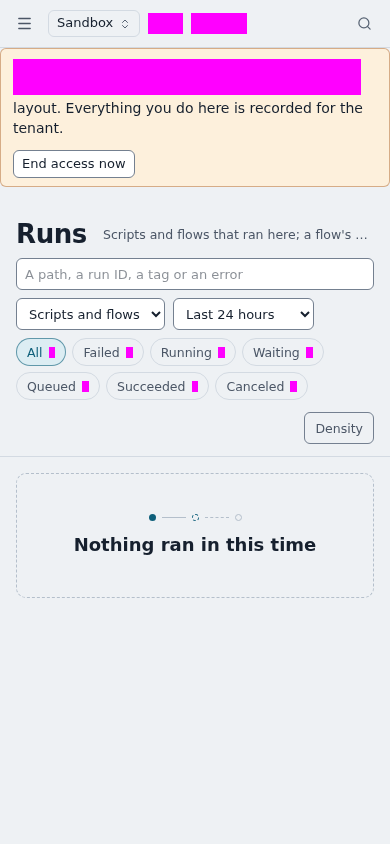 Sandbox
layout. Everything you do here is recorded for the
tenant.
End access now
Runs
Scripts and flows that ran here; a flow's ...
A path, a run ID, a tag or an error
Scripts and flows
Last 24 hours
All
Failed
Running
Waiting
Queued
Succeeded
Canceled
Density
Nothing ran in this time